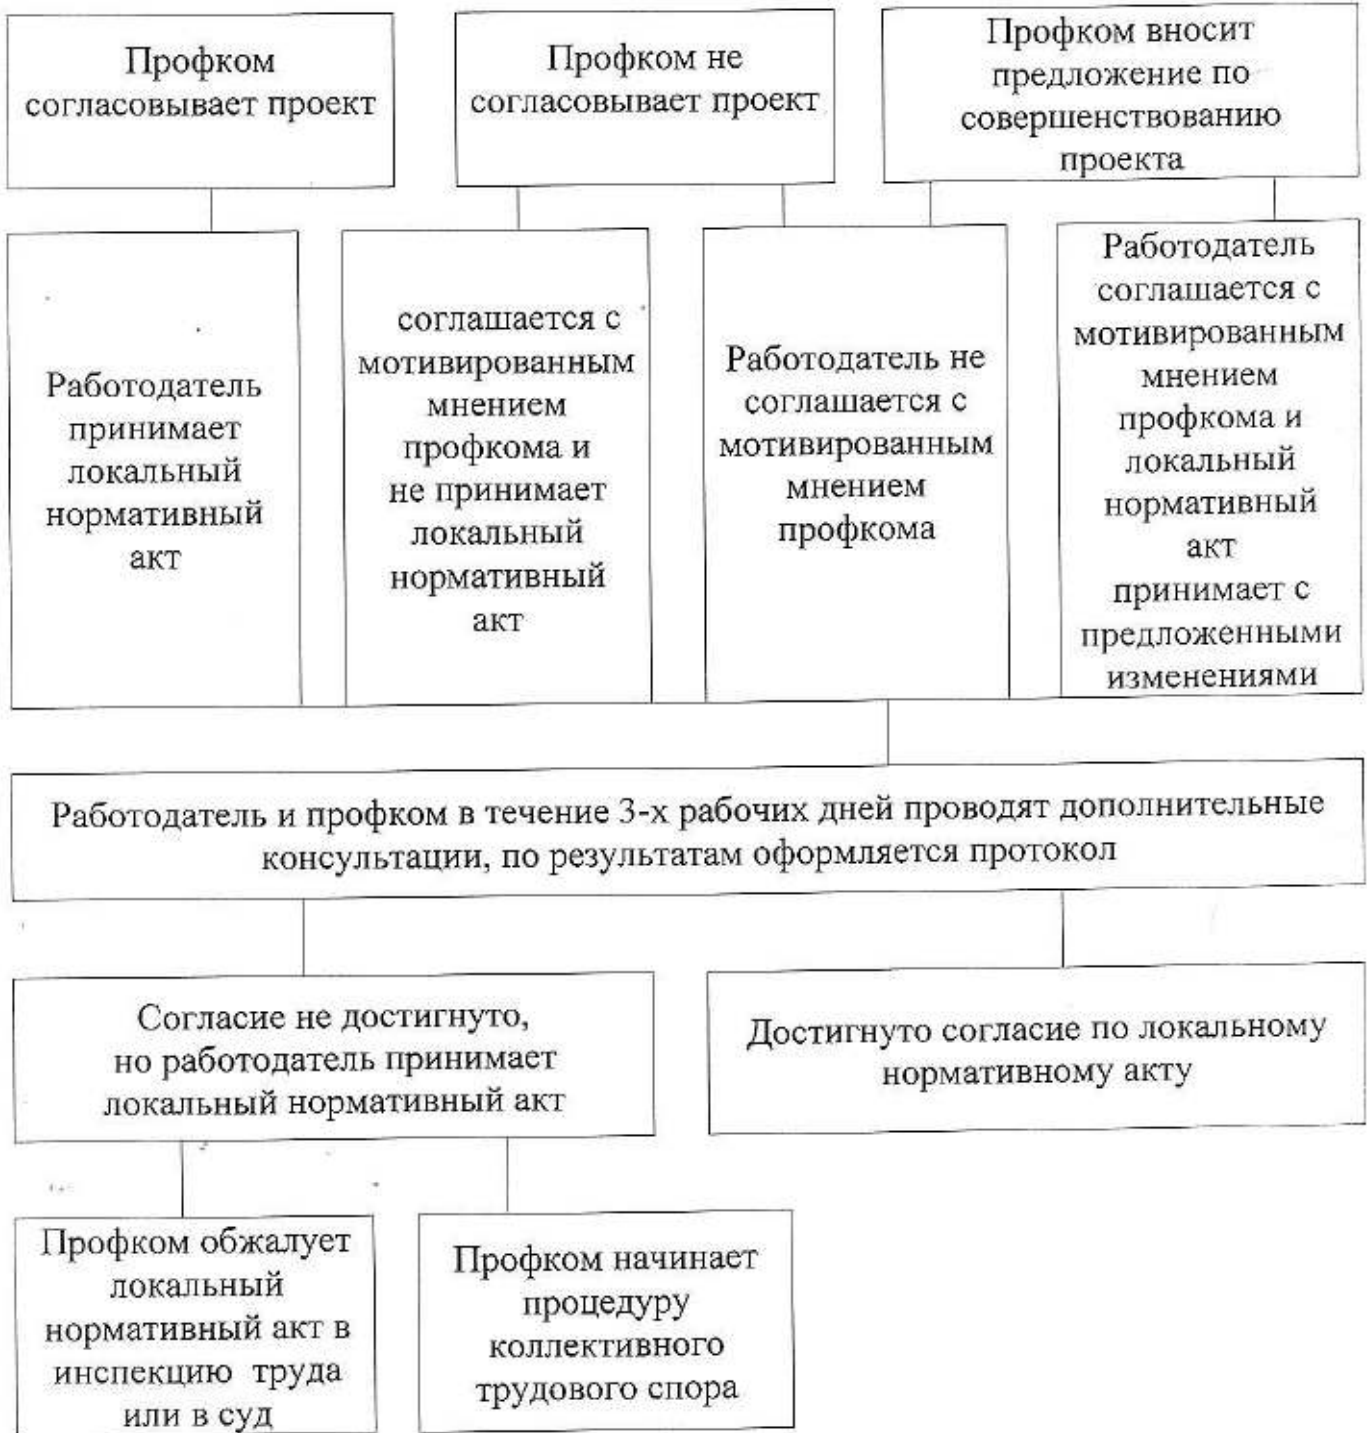 Профком
согласовывает проект
Профком не
согласовывает проект
Профком вносит
предложение по
совершенствованию
проекта
Работодатель
принимает
локальный
нормативный
акт
соглашается с
мотивированным
мнением
профкома и
не принимает
локальный
нормативный
акт
Работодатель не
соглашается с
мотивированным
мнением
профкома
Работодатель
соглашается с
мотивированным
мнением
профкома и
локальный
нормативный
акт
принимает с
предложенными
изменениями
Работодатель и профком в течение 3-х рабочих дней проводят дополнительные
консультации, по результатам оформляется протокол
Согласие не достигнуто,
но работодатель принимает
локальный нормативный акт
Достигнуто согласие по локальному
нормативному акту
Профком обжалует
локальный
нормативный акт в
инспекцию труда
или в суд
Профком начинает
процедуру
коллективного
трудового спора